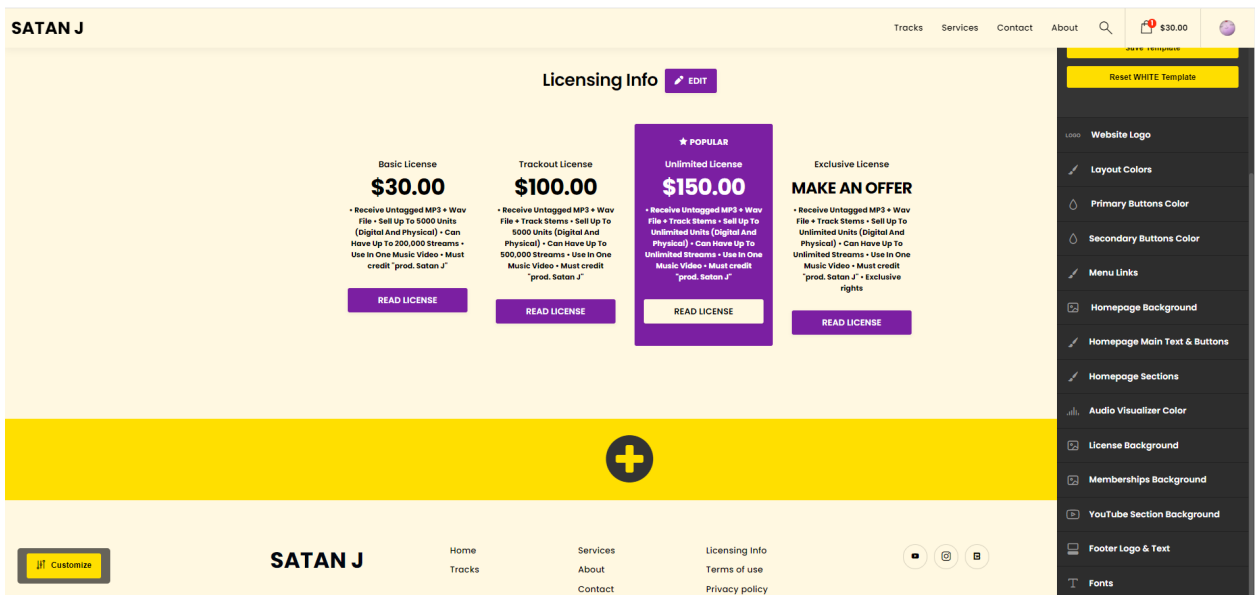 SATAN J
Tracks Services Contact About 1 $30.00
Save Template
Reset WHITE Template
Licensing Info EDIT
Basic License
$30.00
• Receive Untagged MP3 + Wav
File • Sell Up To 5000 Units
(Digital And Physical) • Can
Have Up To 200,000 Streams •
Use In One Music Video • Must
credit "prod. Satan J"
READ LICENSE
Trackout License
$100.00
• Receive Untagged MP3 + Wav
File + Track Stems • Sell Up To
5000 Units (Digital And
Physical) • Can Have Up To
500,000 Streams • Use In One
Music Video • Must credit
"prod. Satan J"
READ LICENSE
POPULAR
Unlimited License
$150.00
• Receive Untagged MP3 + Wav
File + Track Stems • Sell Up To
Unlimited Units (Digital And
Physical) • Can Have Up To
Unlimited Streams • Use In One
Music Video • Must credit
"prod. Satan J"
READ LICENSE
Exclusive License
MAKE AN OFFER
• Receive Untagged MP3 + Wav
File + Track Stems • Sell Up To
Unlimited Units (Digital And
Physical) • Can Have Up To
Unlimited Streams • Use In One
Music Video • Must credit
"prod. Satan J" • Exclusive
rights
READ LICENSE
LOGO Website Logo
Layout Colors
Primary Buttons Color
Secondary Buttons Color
Menu Links
Homepage Background
Homepage Main Text & Buttons
Homepage Sections
Audio Visualizer Color
License Background
Memberships Background
YouTube Section Background
Footer Logo & Text
T Fonts
Customize
SATAN J
Home
Tracks
Services
About
Contact
Licensing Info
Terms of use
Privacy policy